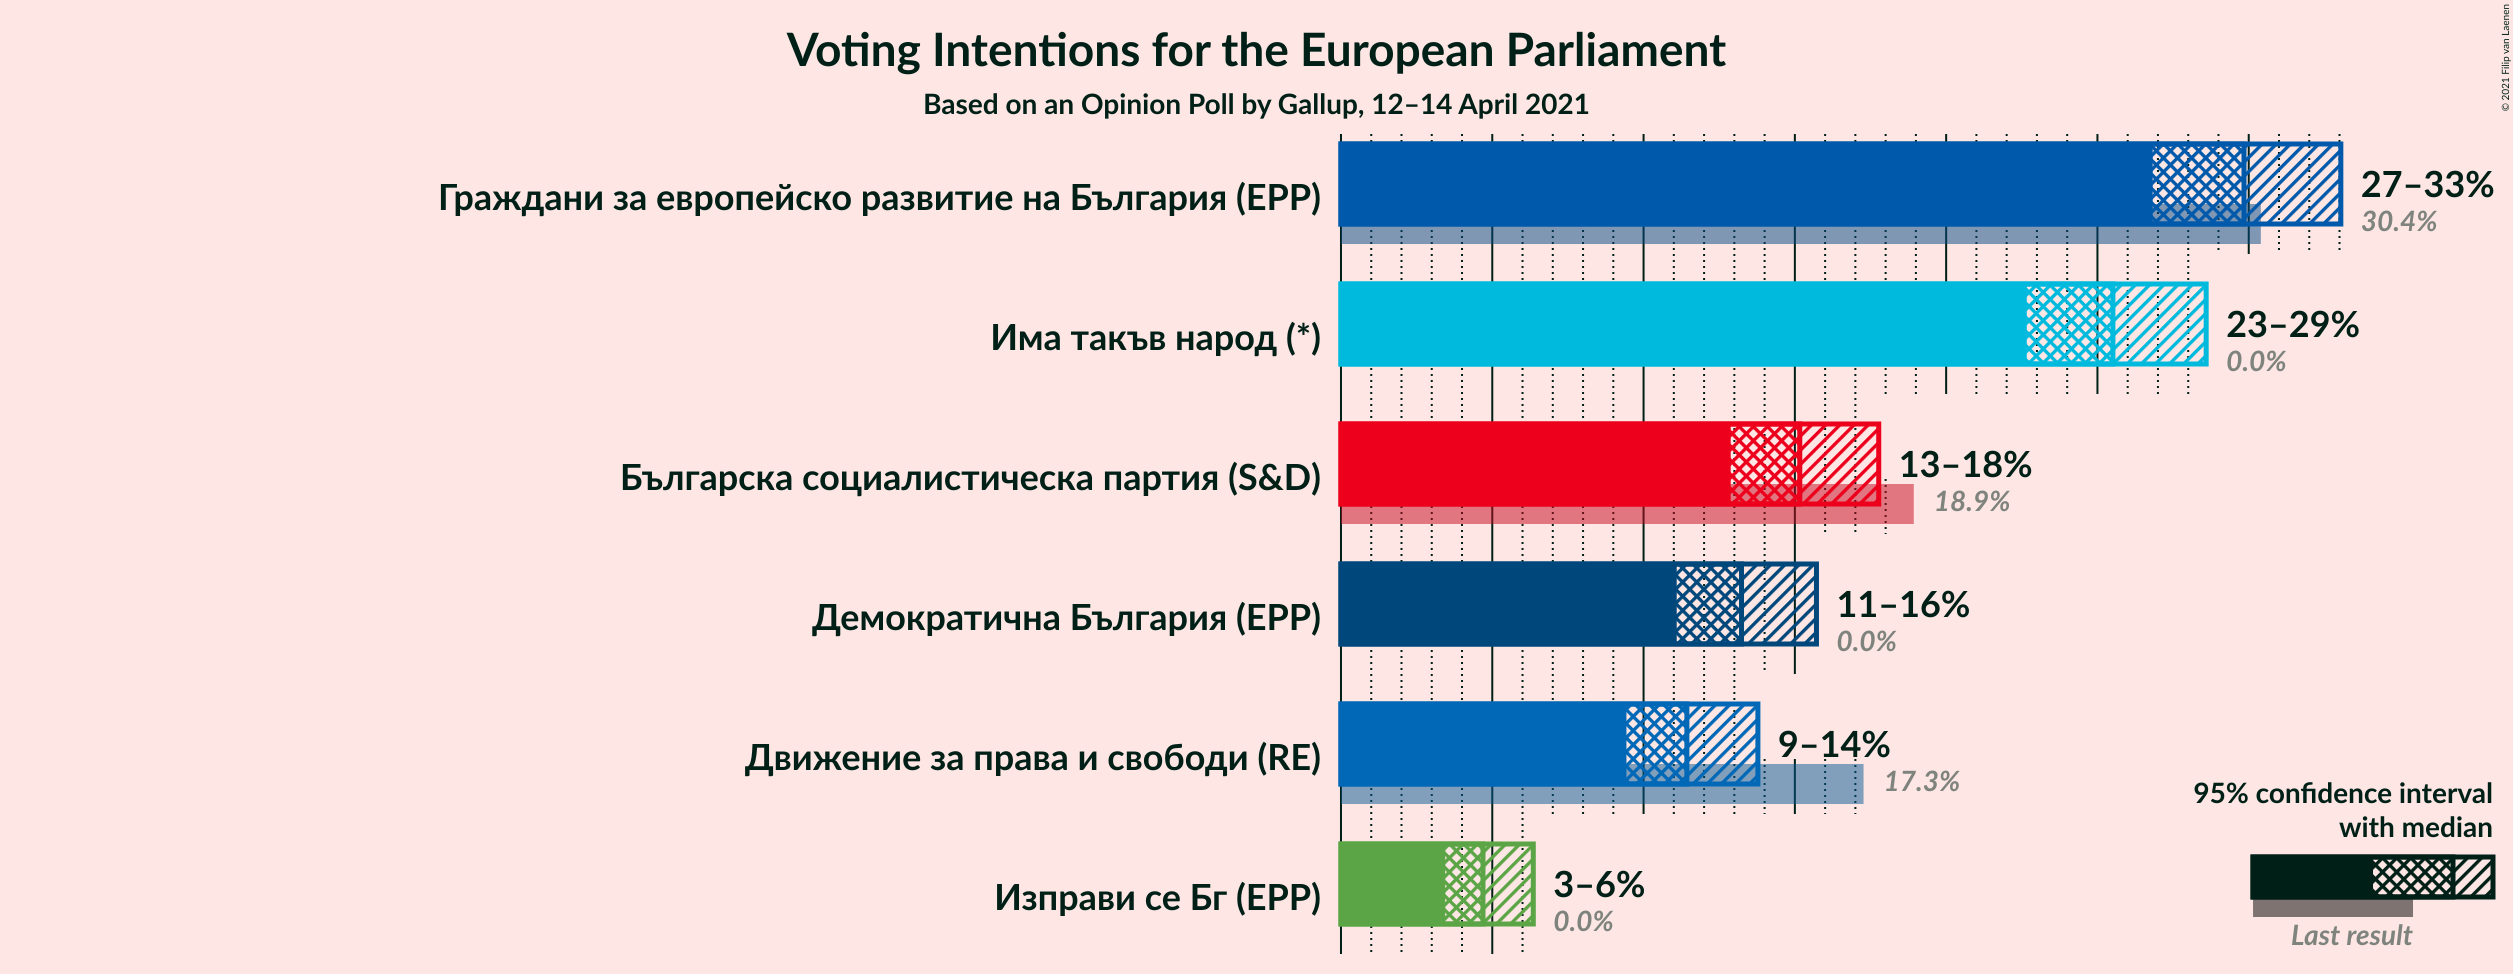 Voting Intentions for the European Parliament
Based on an Opinion Poll by Gallup, 12–14 April 2021
© 2021 Filip van Laenen
Граждани за европейско развитие на България (EPP)
27–33%
30.4%
Има такъв народ (*)
23–29%
0.0%
Българска социалистическа партия (S&D)
13–18%
18.9%
Демократична България (EPP)
11–16%
0.0%
Движение за права и свободи (RE)
9–14%
17.3%
Изправи се Бг (EPP)
3–6%
0.0%
95% confidence interval
with median
Last result